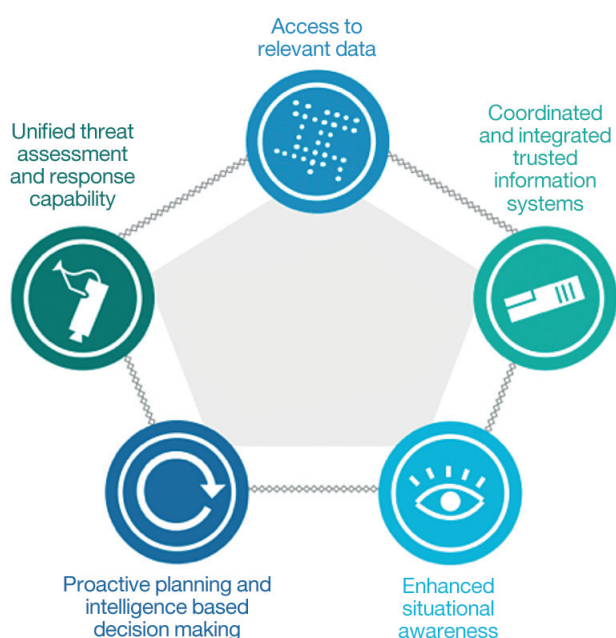 Access to
relevant data
Unified threat
assessment
and response
capability
Coordinated
and integrated
trusted
information
systems
Proactive planning and
intelligence based
decision making
Enhanced
situational
awareness